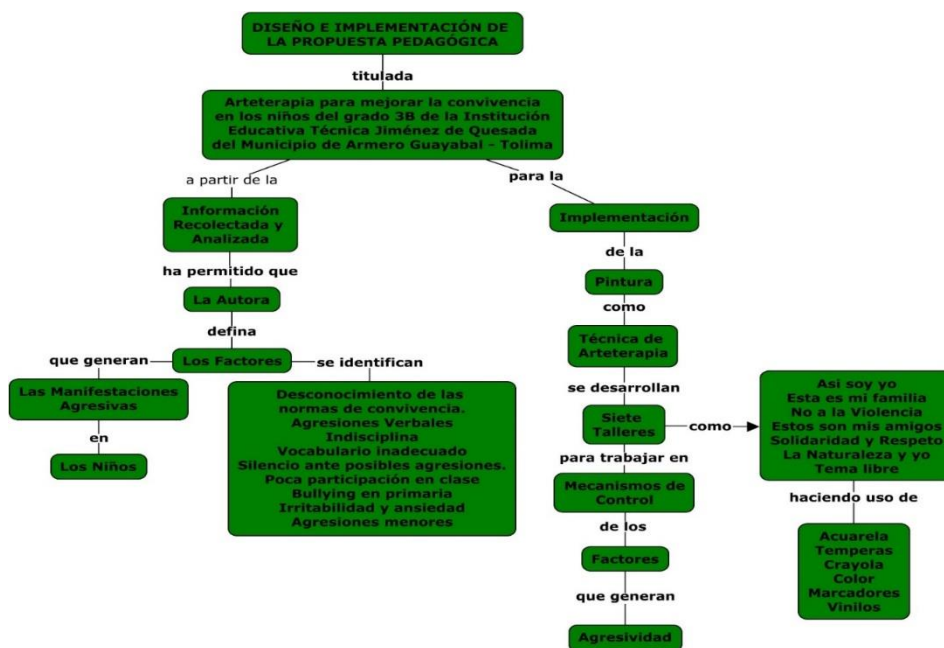 DISEÑO E IMPLEMENTACIÓN DE
LA PROPUESTA PEDAGÓGICA
titulada
Arteterapia para mejorar la convivencia
en los niños del grado 3B de la Institución
Educativa Técnica Jiménez de Quesada
del Municipio de Armero Guayabal - Tolima
a partir de la
Información
Recolectada y
Analizada
ha permitido que
La Autora
defina
Los Factores
que generan
Las Manifestaciones
Agresivas
en
Los Niños
se identifican
Desconocimiento de las
normas de convivencia.
Agresiones Verbales
Indisciplina
Vocabulario inadecuado
Silencio ante posibles agresiones.
Poca participación en clase
Bullying en primaria
Irritabilidad y ansiedad
Agresiones menores
para la
Implementación
de la
Pintura
como
Técnica de
Arteterapia
se desarrollan
Siete
Talleres
como
Asi soy yo
Esta es mi familia
No a la Violencia
Estos son mis amigos
Solidaridad y Respeto
La Naturaleza y yo
Tema libre
haciendo uso de
Acuarela
Temperas
Crayola
Color
Marcadores
Vinilos
para trabajar en
Mecanismos de
Control
de los
Factores
que generan
Agresividad